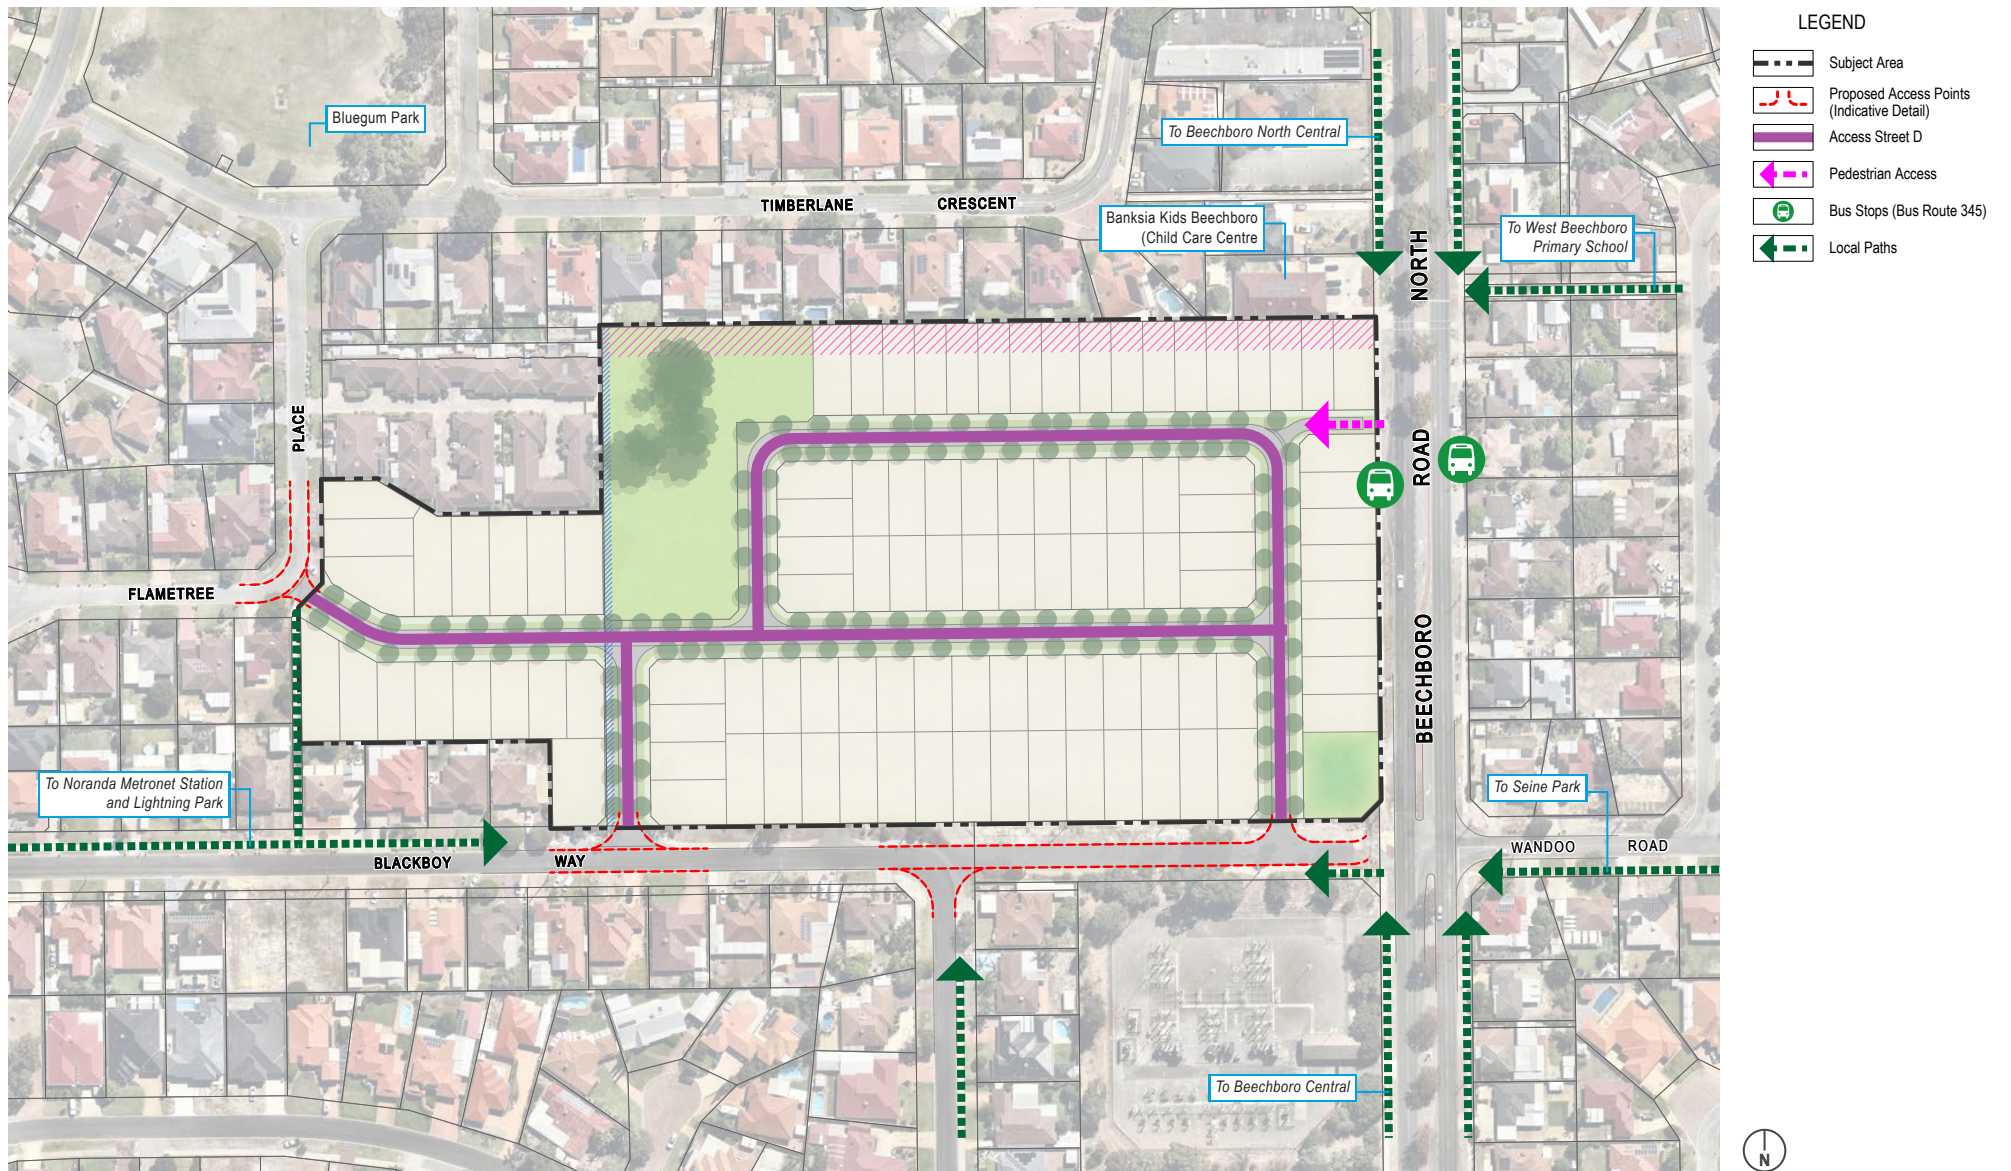 LEGEND
Subject Area
Proposed Access Points
(Indicative Detail)
Access Street D
Pedestrian Access
Bus Stops (Bus Route 345)
Local Paths
Bluegum Park
To Beechboro North Central
TIMBERLANE CRESCENT
Banksia Kids Beechboro
(Child Care Centre
To West Beechboro
Primary School
PLACE
FLAMETREE
BEECHBORO ROAD NORTH
To Noranda Metronet Station
and Lightning Park
To Seine Park
BLACKBOY WAY
WANDOO ROAD
To Beechboro Central
N